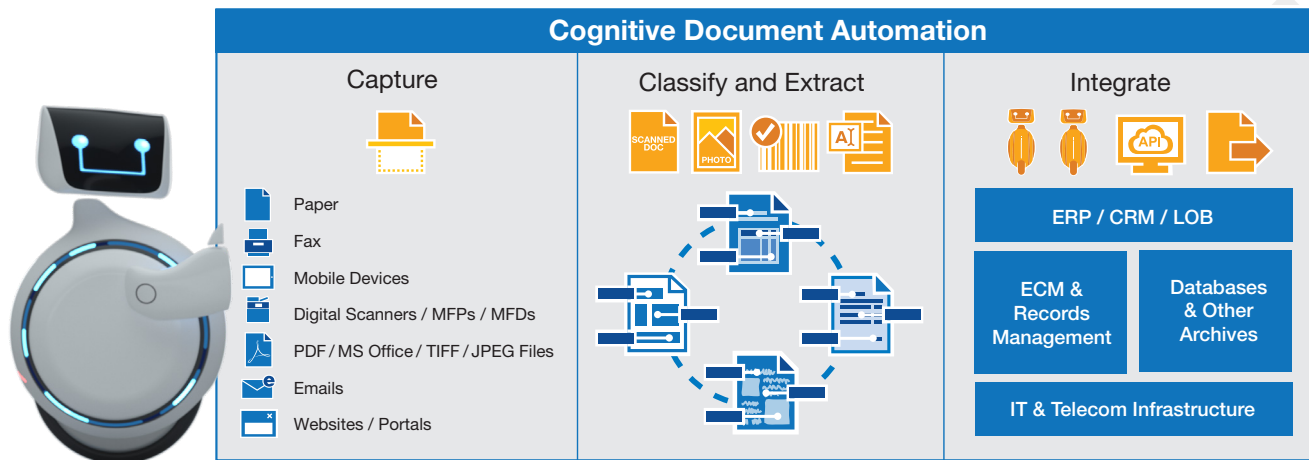 Cognitive Document Automation
Capture
Paper
Fax
Mobile Devices
Digital Scanners / MFPs / MFDs
PDF / MS Office / TIFF / JPEG Files
Emails
Websites / Portals
Classify and Extract
SCANNED
DOC
PHOTO
A
Integrate
API
ERP / CRM / LOB
ECM &
Records
Management
Databases
& Other
Archives
IT & Telecom Infrastructure